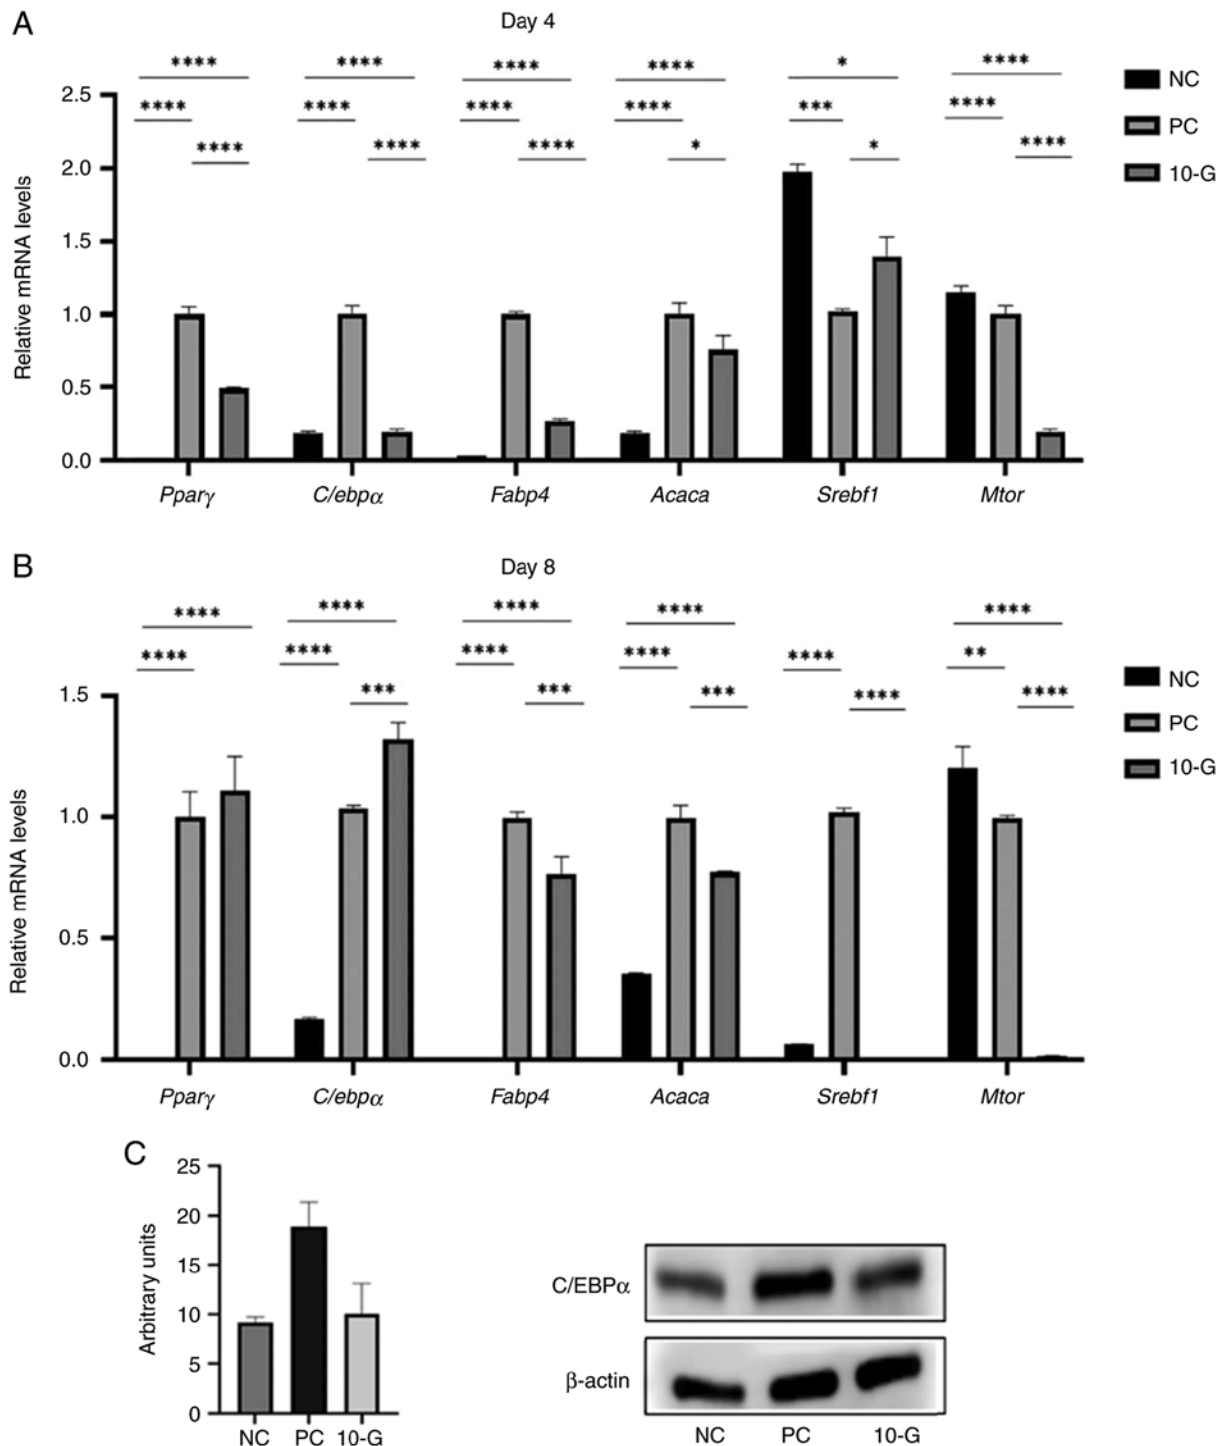 A
Day 4
**** **** **** **** * ****
**** **** **** **** *** ****
**** **** **** * * ****
NC
PC
10-G
Relative mRNA levels
2.5
2.0
1.5
1.0
0.5
0.0
Pparγ C/ebpα Fabp4 Acaca Srebf1 Mtor
B
Day 8
**** **** **** **** ****
**** **** **** **** **** **
*** *** *** **** ****
NC
PC
10-G
Relative mRNA levels
1.5
1.0
0.5
0.0
Pparγ C/ebpα Fabp4 Acaca Srebf1 Mtor
C
Arbitrary units
25
20
15
10
5
0
NC PC 10-G
C/EBPα
β-actin
NC PC 10-G